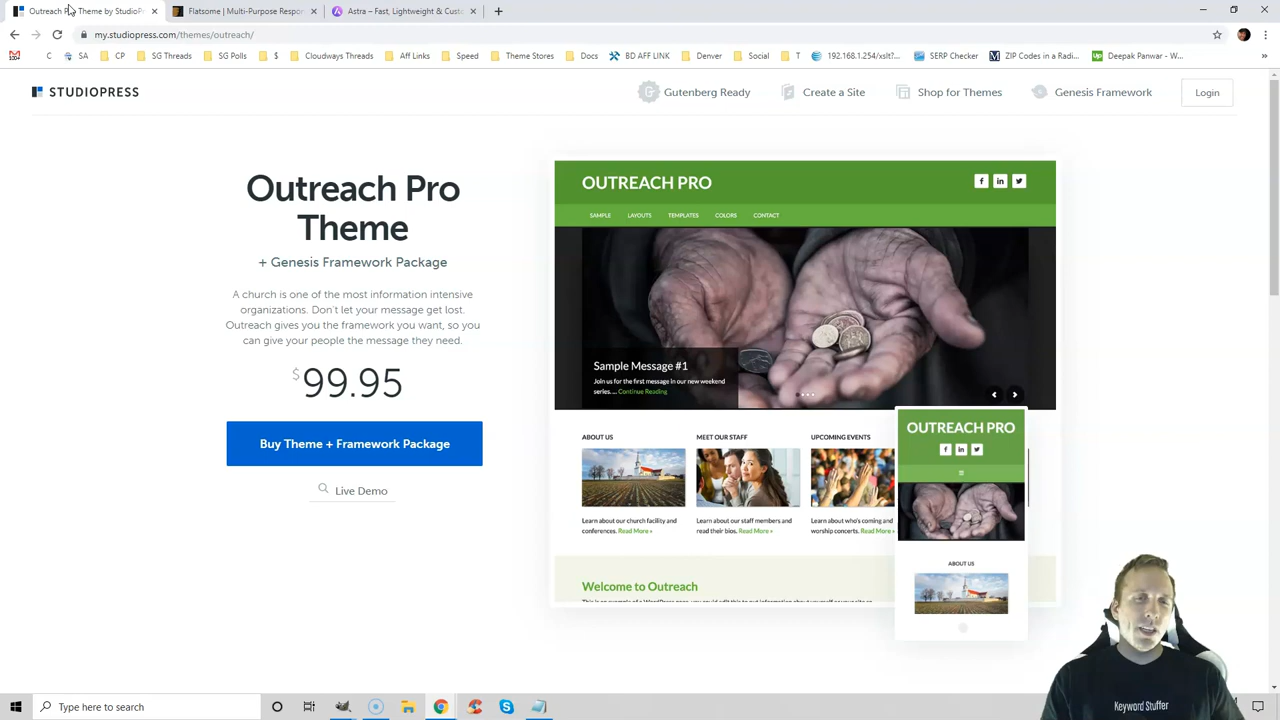 Outreach Pro Theme by StudioP
Flatsome - Multi-Purpose Respon
Astra – Fast, Lightweight & Cust
my.studiopress.com/themes/outreach/
C
SA
CP
SG Threads
SG Polls
$
Cloudways Threads
Aff Links
Speed
Theme Stores
Docs
BD AFF LINK
Denver
Social
T
192.168.1.254/xslt?...
SERP Checker
ZIP Codes in a Radi...
Deepak Panwar - W...
STUDIOPRESS
Gutenberg Ready
Create a Site
Shop for Themes
Genesis Framework
Login
Outreach Pro
Theme
+ Genesis Framework Package
A church is one of the most information intensive
organizations. Don't let your message get lost.
Outreach gives you the framework you want, so you
can give your people the message they need.
$99.95
Buy Theme + Framework Package
Live Demo
OUTREACH PRO
SAMPLE LAYOUTS TEMPLATES COLORS CONTACT
Sample Message #1
Join us for the first message in our new weekend
series.... Continue Reading
ABOUT US
MEET OUR STAFF
UPCOMING EVENTS
Learn about our church facility and
conferences. Read More »
Learn about our staff members and
read their bios. Read More »
Learn about who's coming and
worship concerts. Read More »
Welcome to Outreach
OUTREACH PRO
ABOUT US
Keyword Stuffer
Type here to search